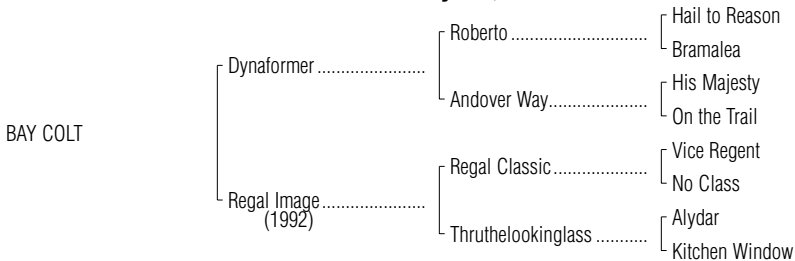 Hail to Reason
Roberto ............................
Bramalea
Dynaformer .......................
His Majesty
Andover Way.....................
On the Trail
BAY COLT
Vice Regent
Regal Classic....................
No Class
Regal Image......................
(1992)
Alydar
Thruthelookinglass ...........
Kitchen Window